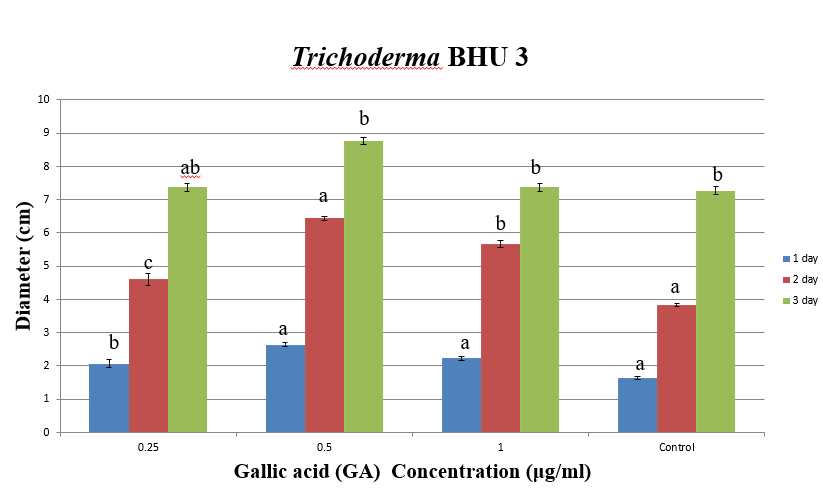 Trichoderma BHU 3
10
9
8
7
6
5
4
3
2
1
0
Diameter (cm)
b
c
ab
a
a
b
a
b
b
a
a
b
0.25
0.5
1
Control
Gallic acid (GA) Concentration (µg/ml)
1 day
2 day
3 day